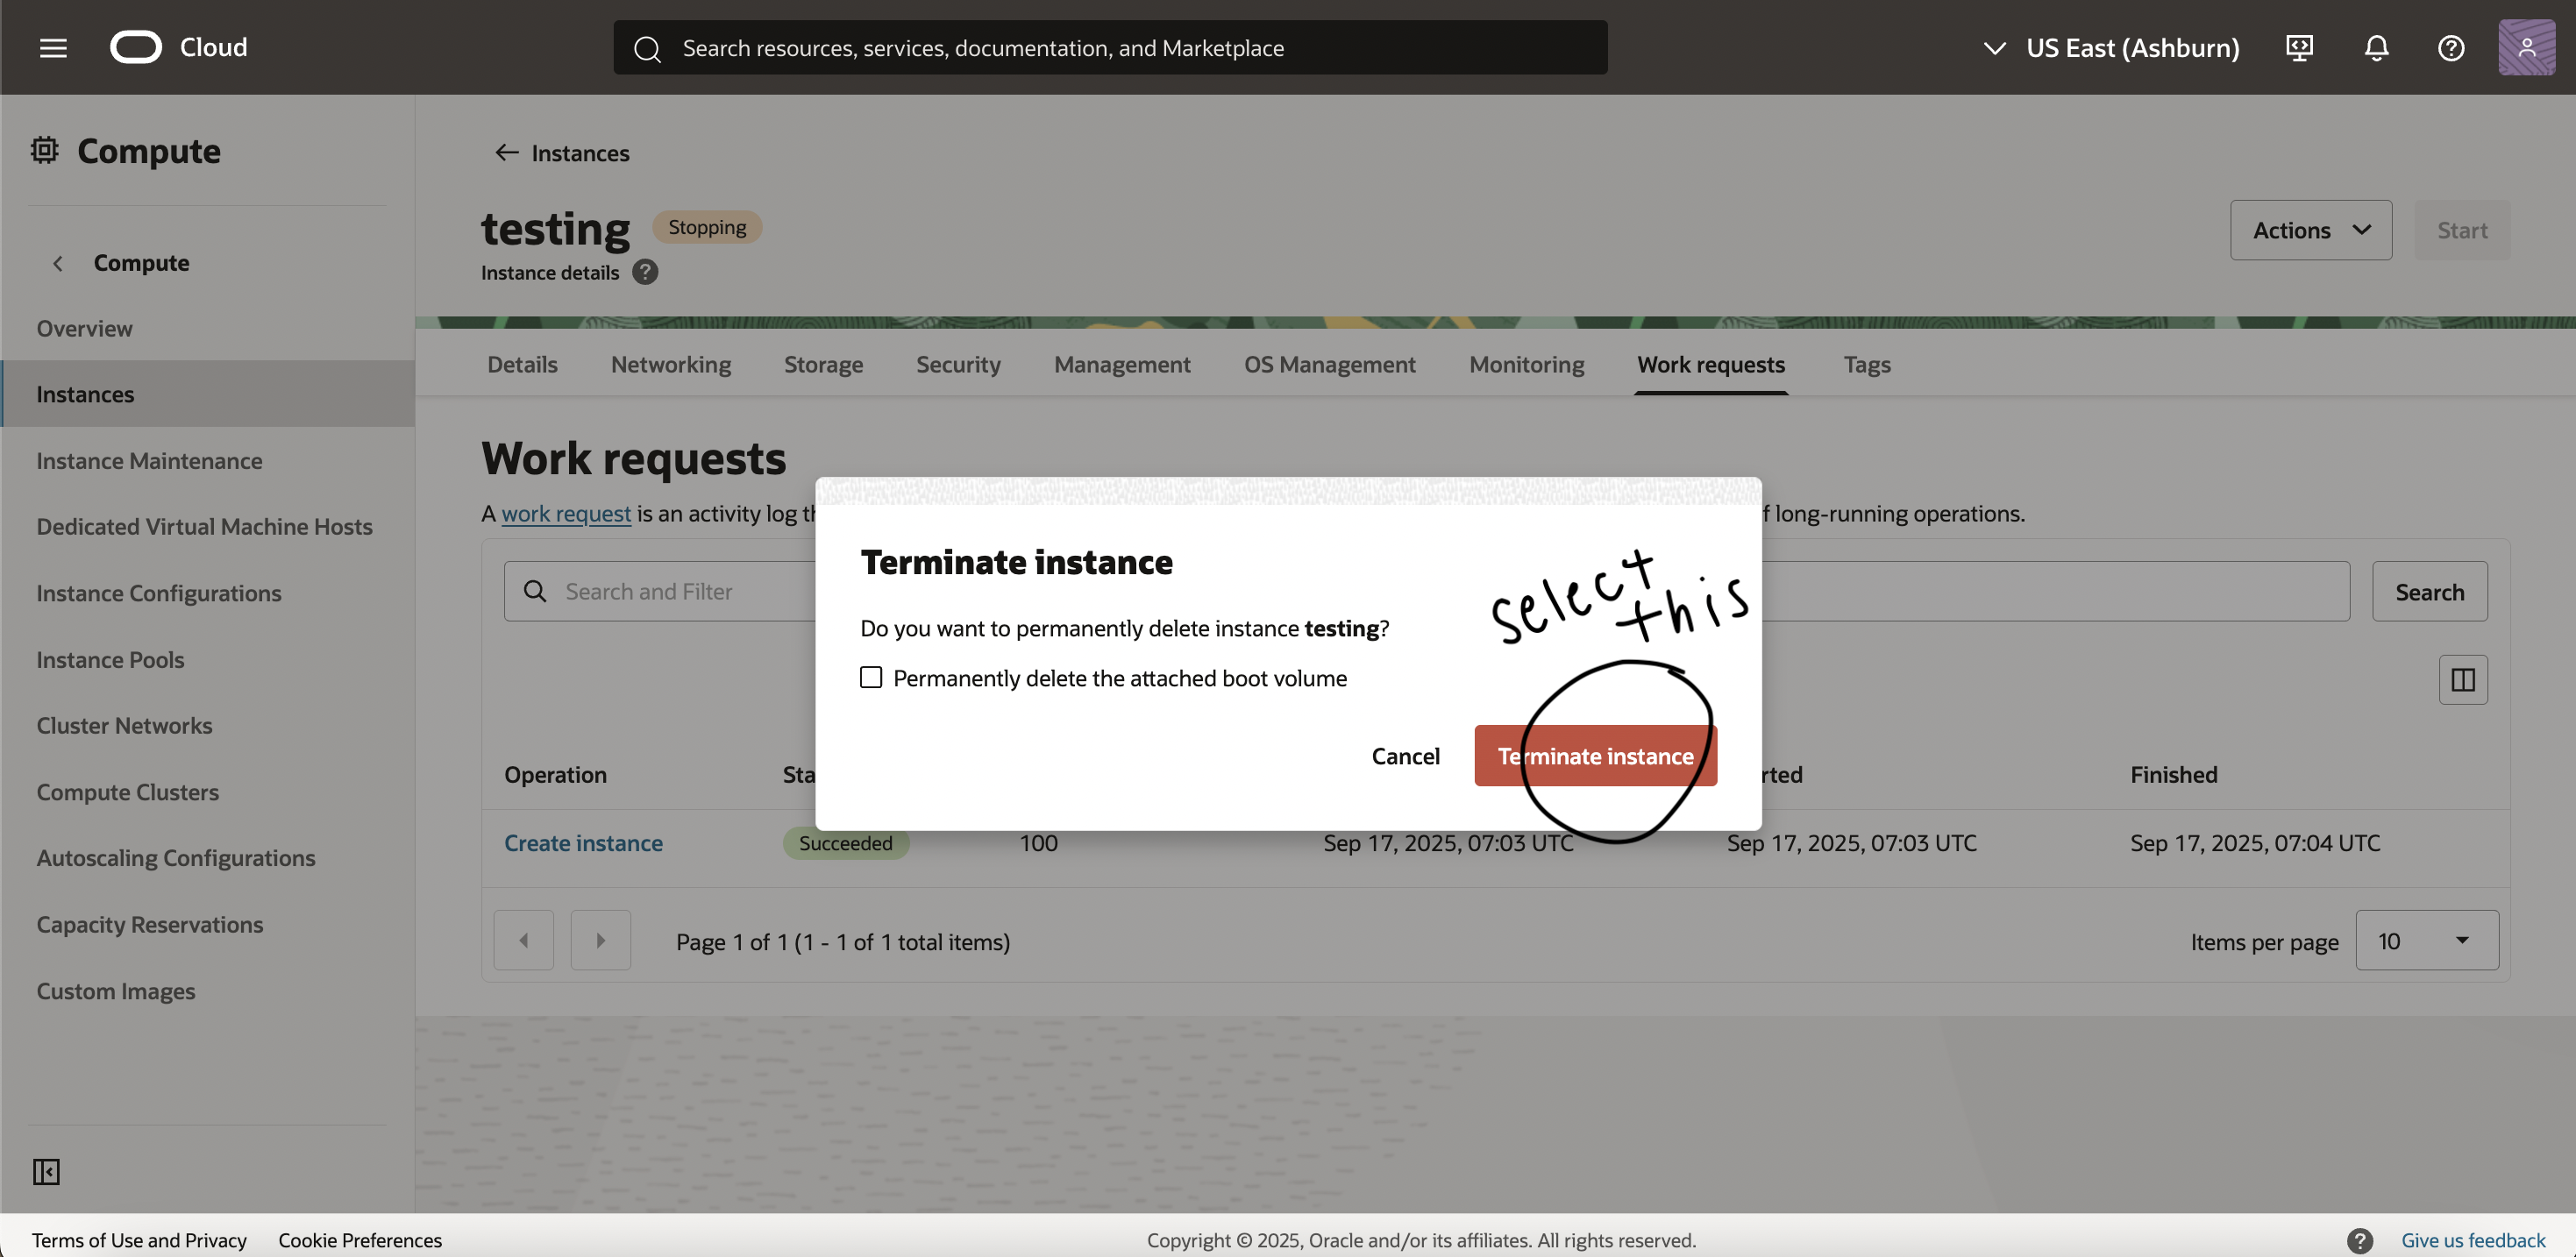 Cloud
Search resources, services, documentation, and Marketplace
US East (Ashburn)
Compute
Compute
Overview
Instances
Instance Maintenance
Dedicated Virtual Machine Hosts
Instance Configurations
Instance Pools
Cluster Networks
Compute Clusters
Autoscaling Configurations
Capacity Reservations
Custom Images
Instances
testing Stopping
Instance details ?
Actions Start
Details Networking Storage Security Management OS Management Monitoring Work requests Tags
Work requests
A work request is an activity log th
f long-running operations.
Search and Filter
Search
Terminate instance
select
this
Do you want to permanently delete instance testing?
Permanently delete the attached boot volume
Cancel Terminate instance
Operation Sta rted Finished
Create instance Succeeded 100 Sep 17, 2025, 07:03 UTC Sep 17, 2025, 07:03 UTC Sep 17, 2025, 07:04 UTC
Page 1 of 1 (1 - 1 of 1 total items)
Items per page 10
Terms of Use and Privacy Cookie Preferences Copyright © 2025, Oracle and/or its affiliates. All rights reserved. ? Give us feedback